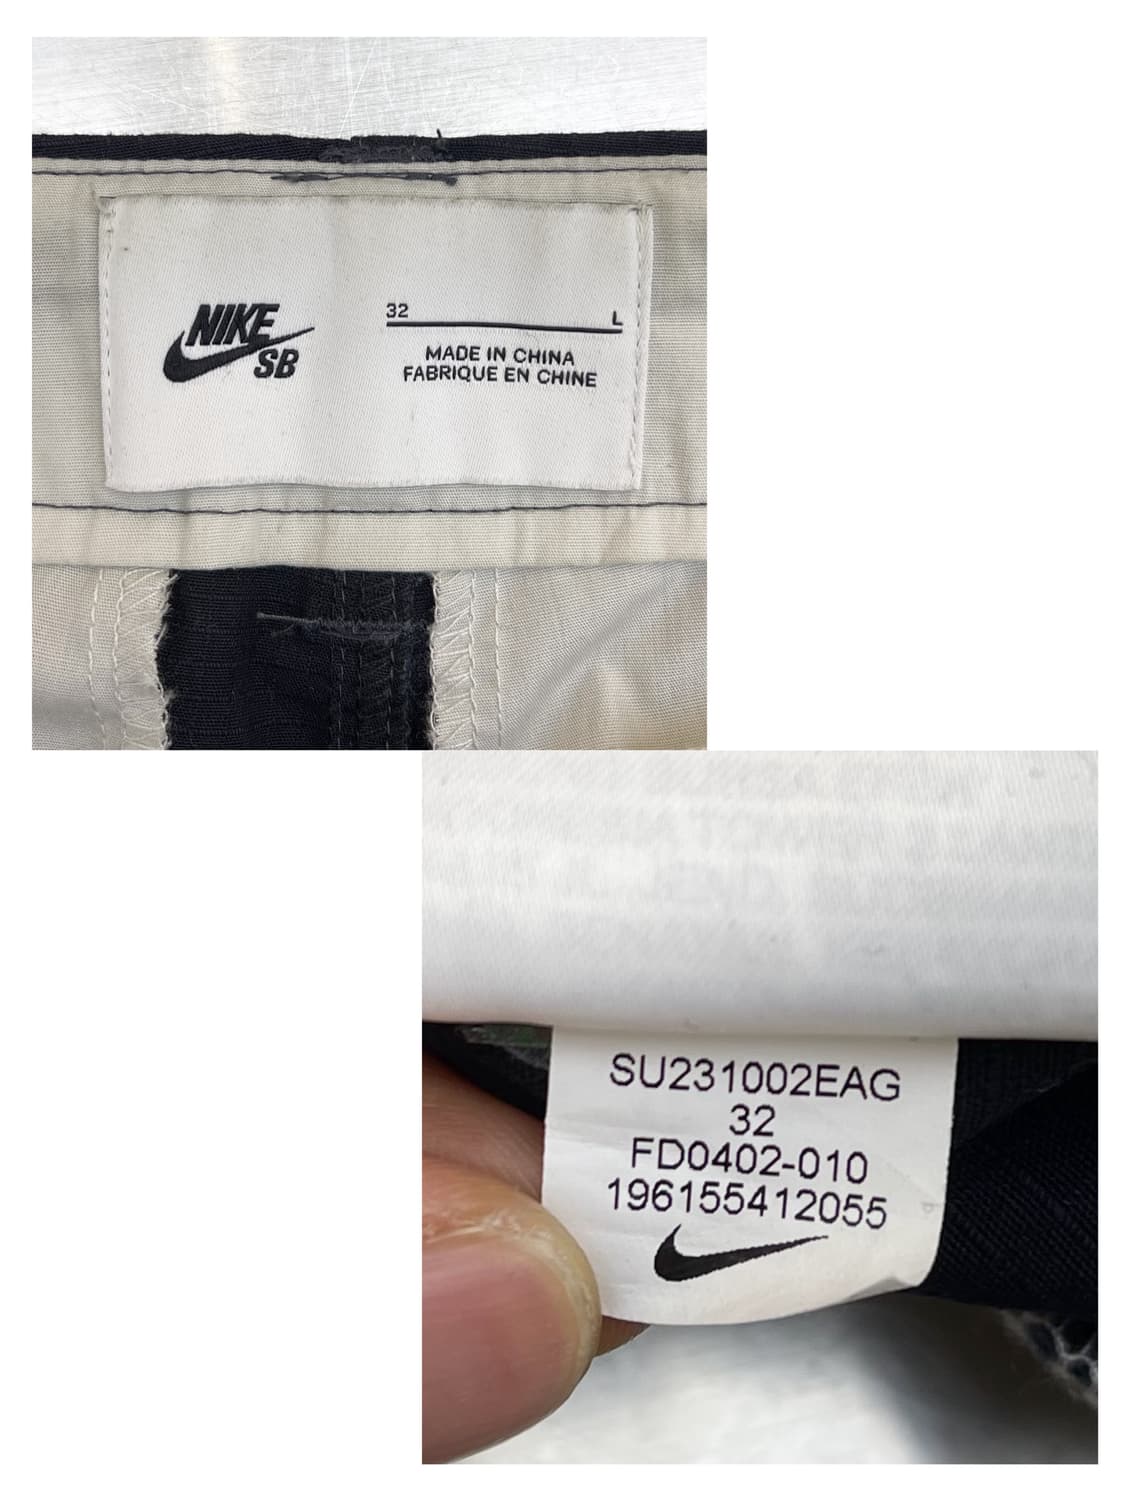 NIKE
SB
32 L
MADE IN CHINA
FABRIQUE EN CHINE
SU231002EAG
32
FD0402-010
196155412055